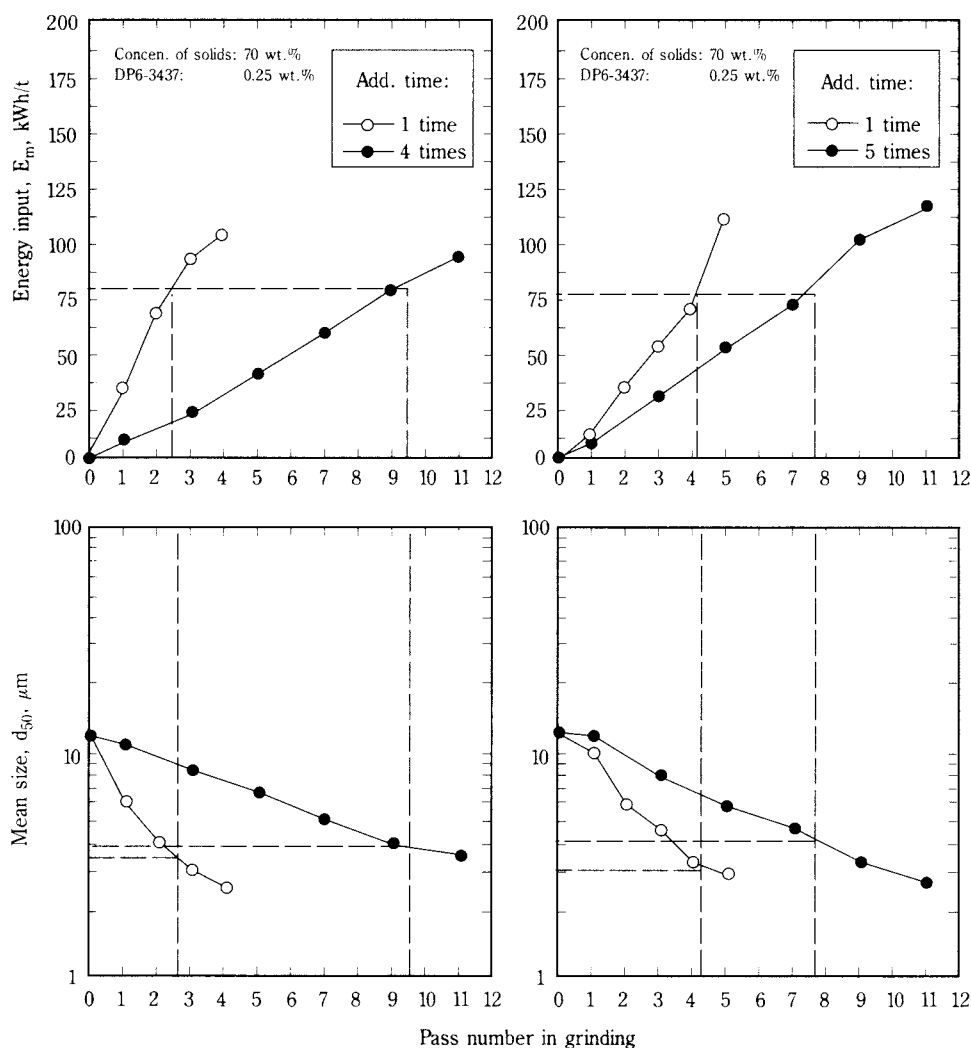 Energy input, E_m, kWh/t
200
175
150
125
100
75
50
25
0
Concen. of solids: 70 wt.%
DP6-3437: 0.25 wt.%
Add. time:
1 time
4 times
0 1 2 3 4 5 6 7 8 9 10 11 12
200
175
150
125
100
75
50
25
0
Concen. of solids: 70 wt.%
DP6-3437: 0.25 wt.%
Add. time:
1 time
5 times
0 1 2 3 4 5 6 7 8 9 10 11 12
Mean size, d_50, μm
100
10
1
0 1 2 3 4 5 6 7 8 9 10 11 12
100
10
1
0 1 2 3 4 5 6 7 8 9 10 11 12
Pass number in grinding